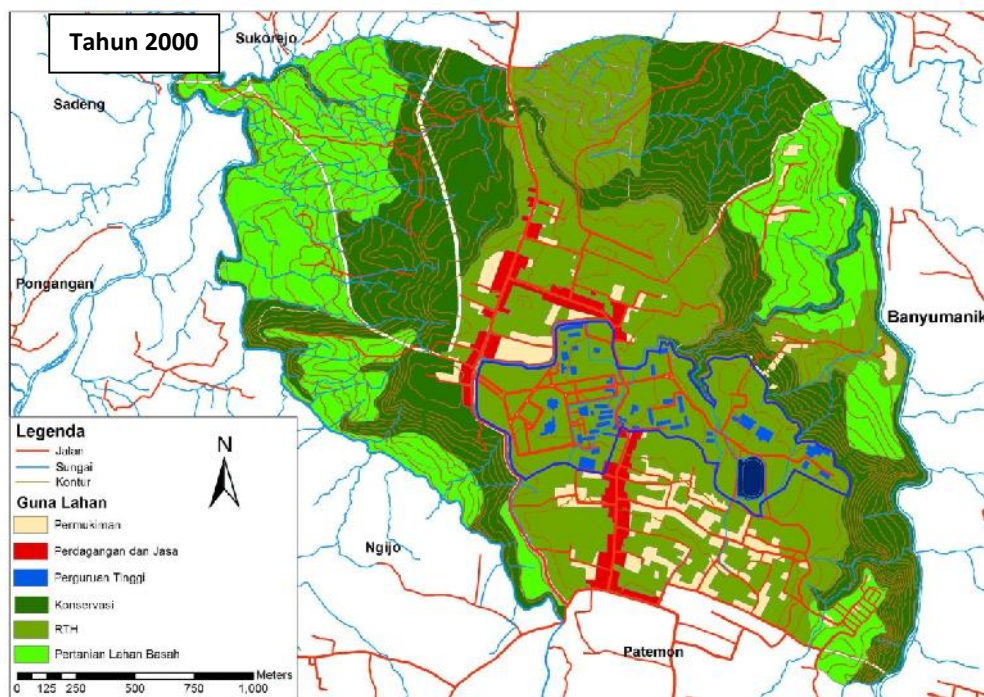 Tahun 2000
Sukorejo
Sadeng
Pongangan
Banyumanik
Legenda
Jalan
Sungai
Kontur
N
Guna Lahan
Permukiman
Perdagangan dan Jasa
Perguruan Tinggi
Konservasi
RTH
Pertanian Lahan Basah
Ngijo
Patemon
Meters
0 125 250 500 750 1,000